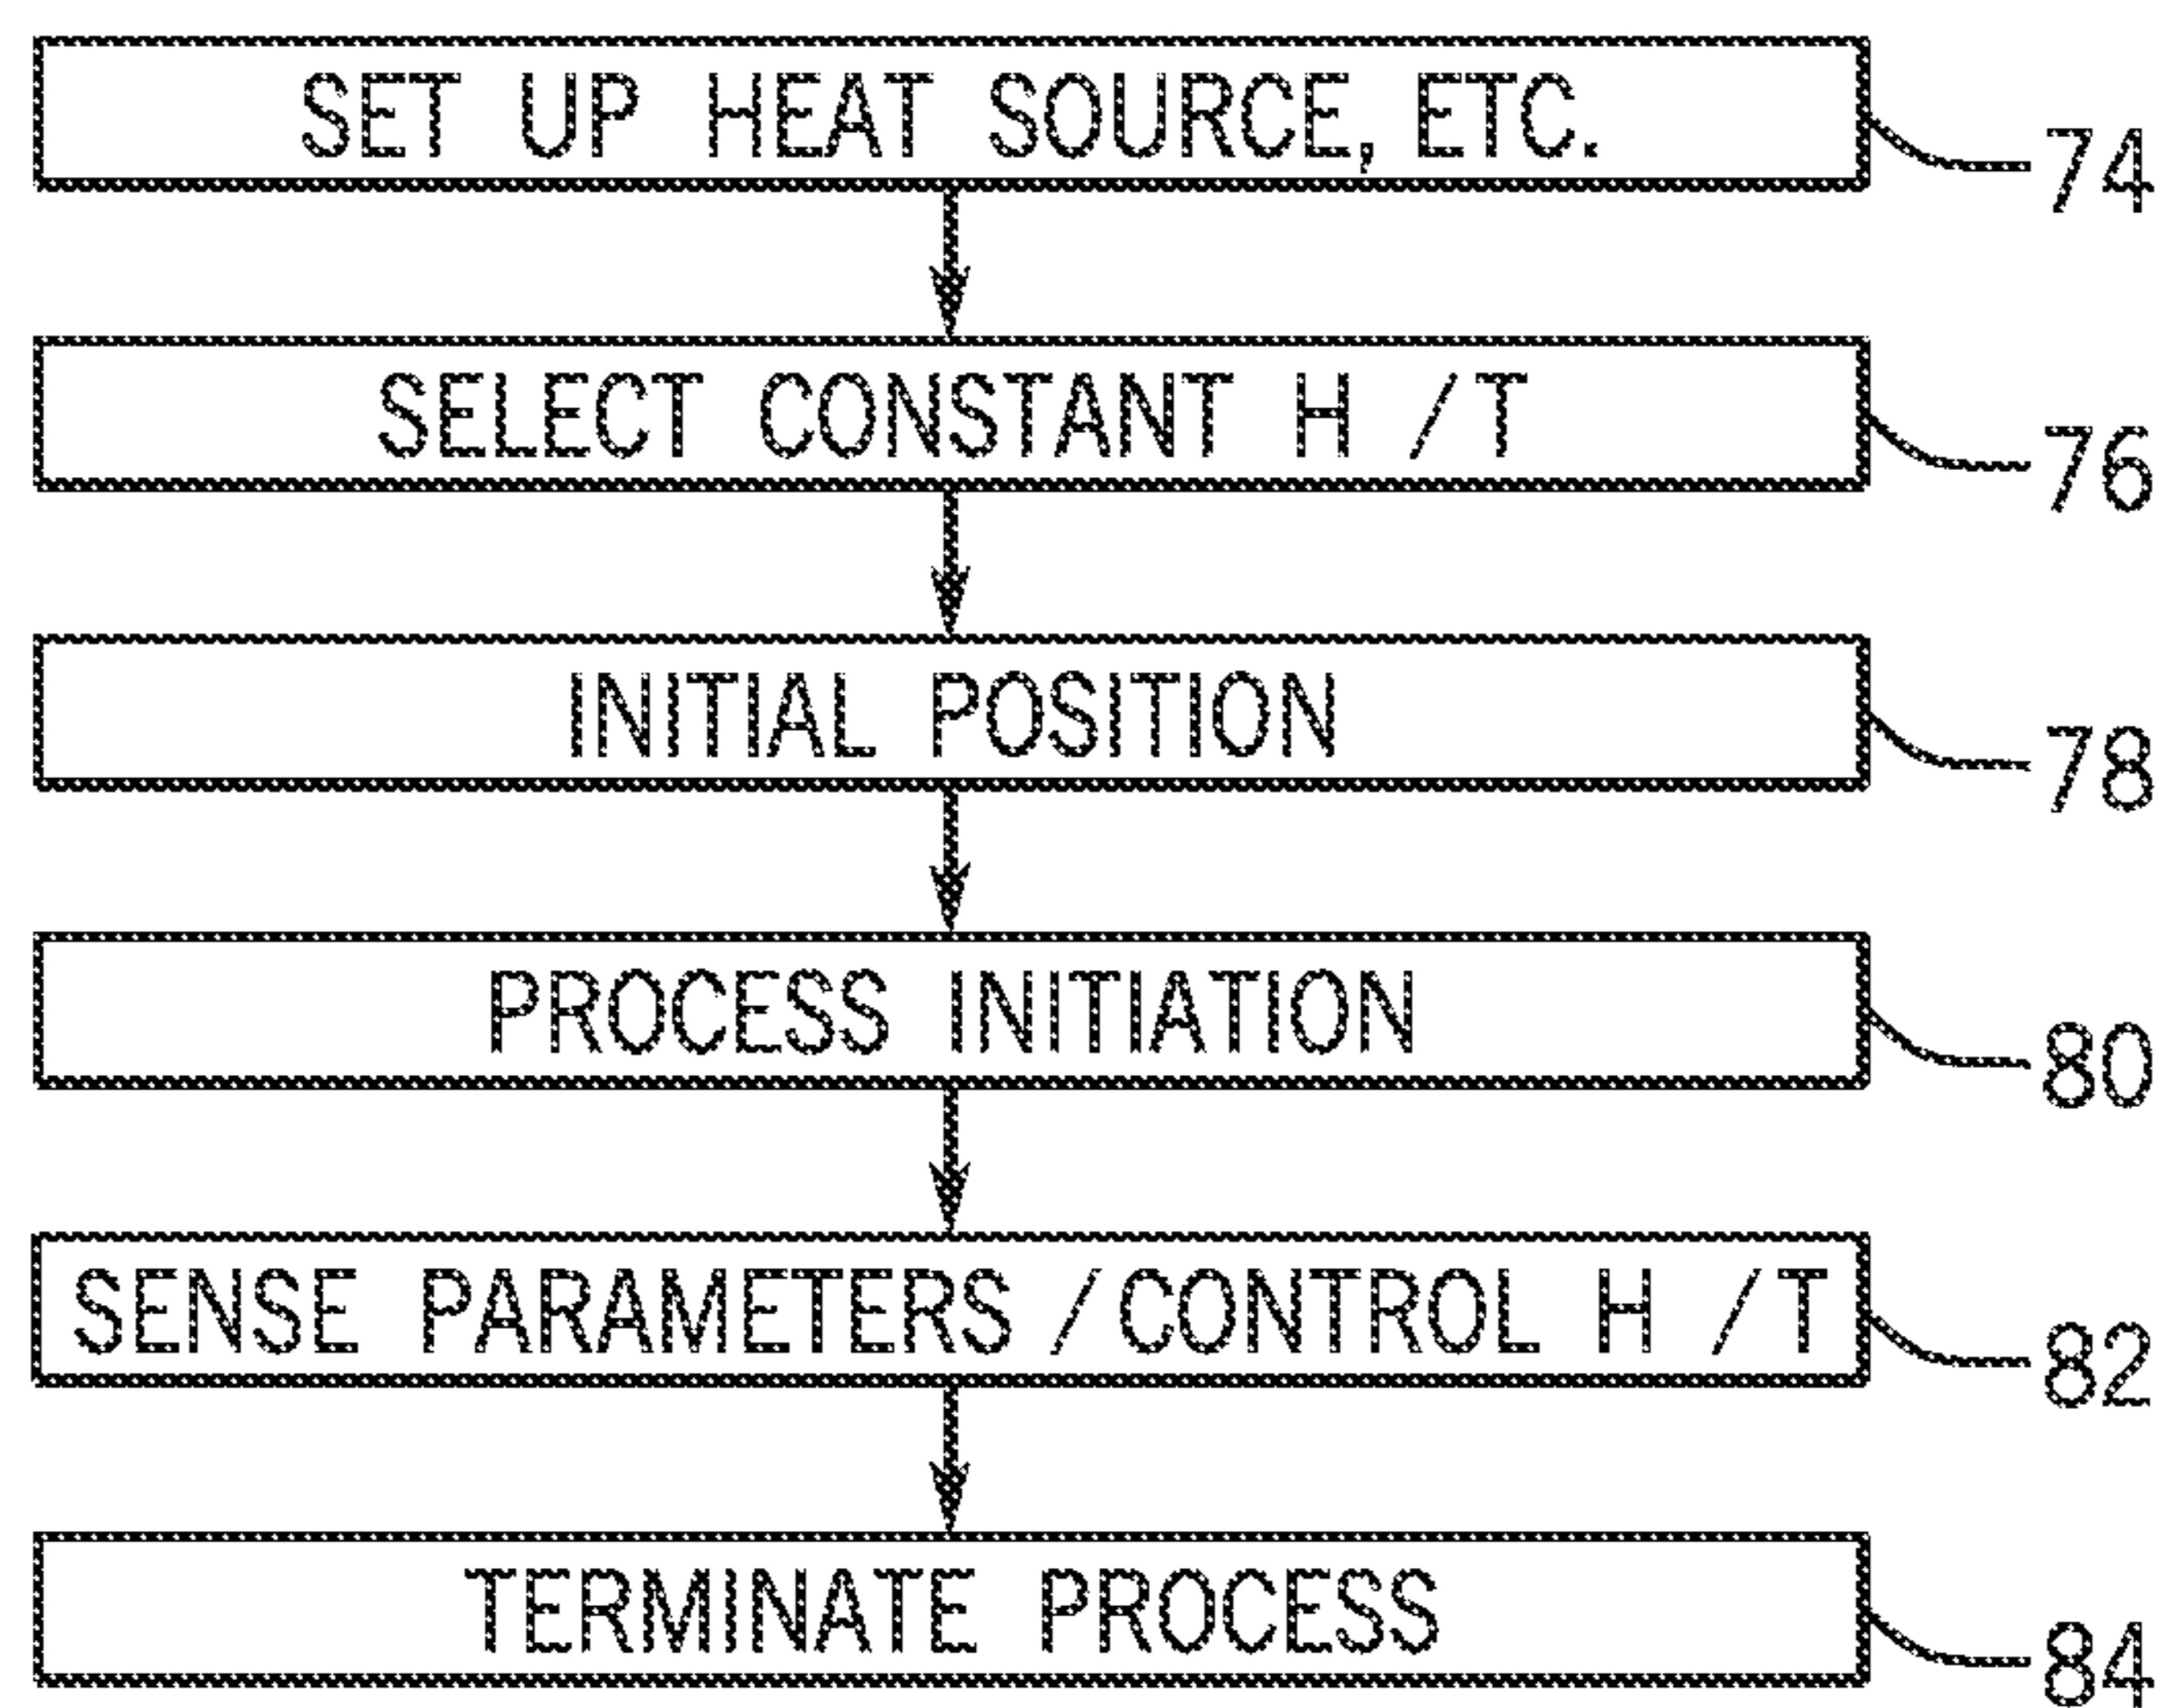 SET UP HEAT SOURCE, ETC.
74
SELECT CONSTANT H / T
76
INITIAL POSITION
78
PROCESS INITIATION
80
SENSE PARAMETERS / CONTROL H / T
82
TERMINATE PROCESS
84